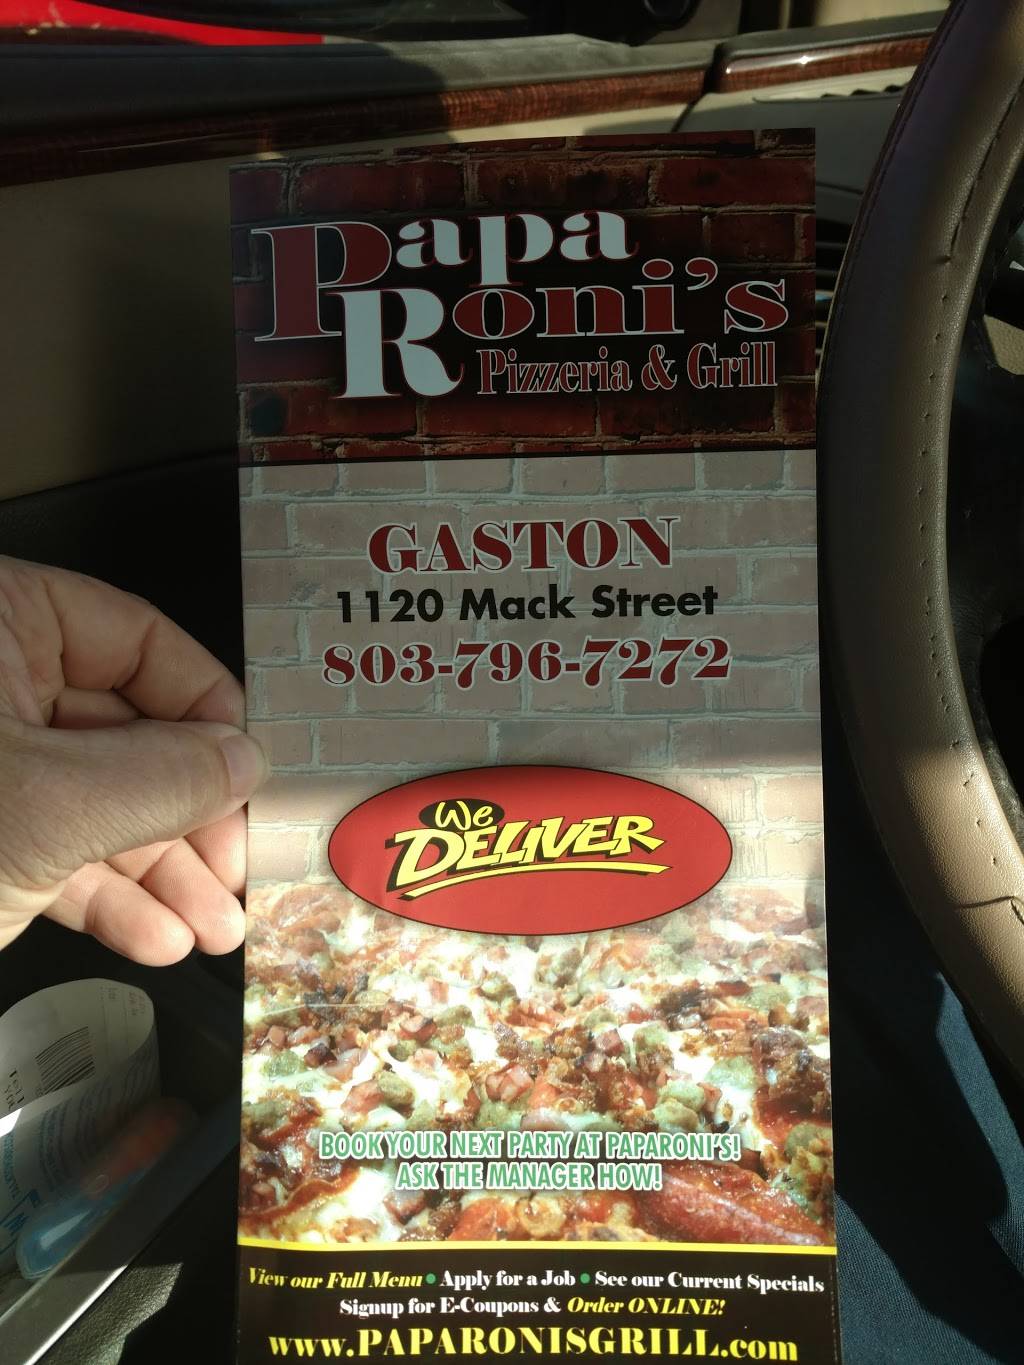 Papa
Roni's
Pizzeria & Grill
GASTON
1120 Mack Street
803-796-7272
We
DELIVER
BOOK YOUR NEXT PARTY AT PAPARONI'S!
ASK THE MANAGER HOW!
View our Full Menu • Apply for a Job • See our Current Specials
Signup for E-Coupons & Order ONLINE!
www.PAPARONISGRILL.com